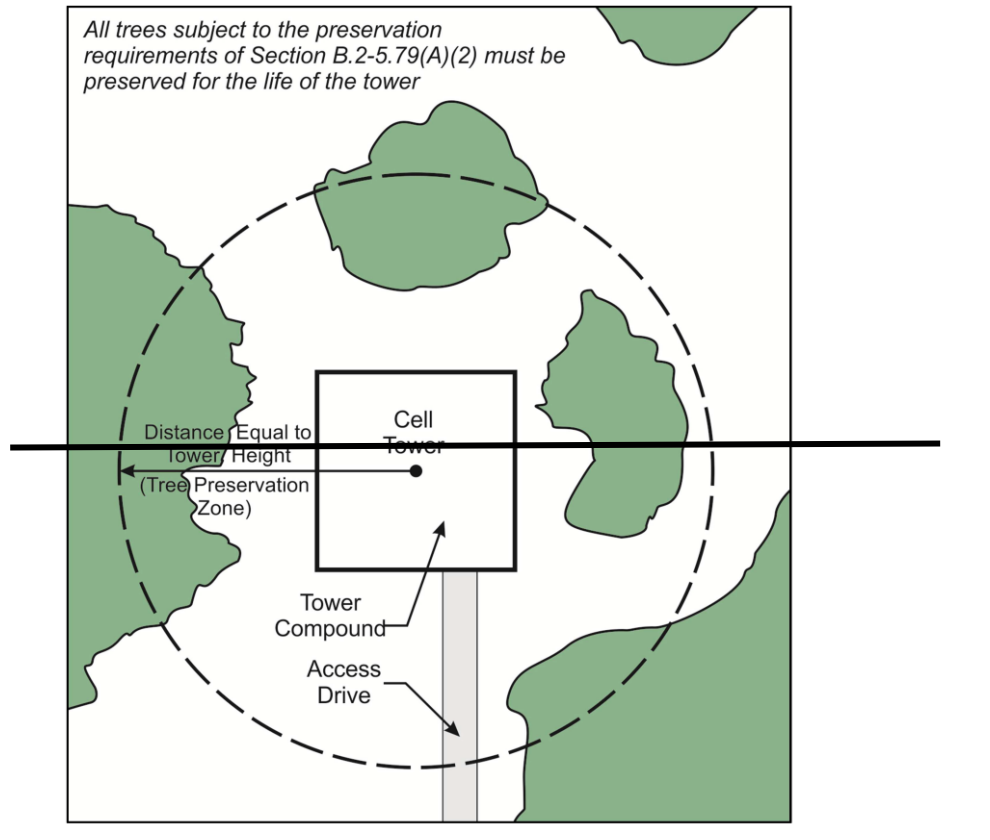 All trees subject to the preservation
requirements of Section B.2-5.79(A)(2) must be
preserved for the life of the tower
Cell
Tower
Distance Equal to
Tower Height
(Tree Preservation
Zone)
Tower
Compound
Access
Drive